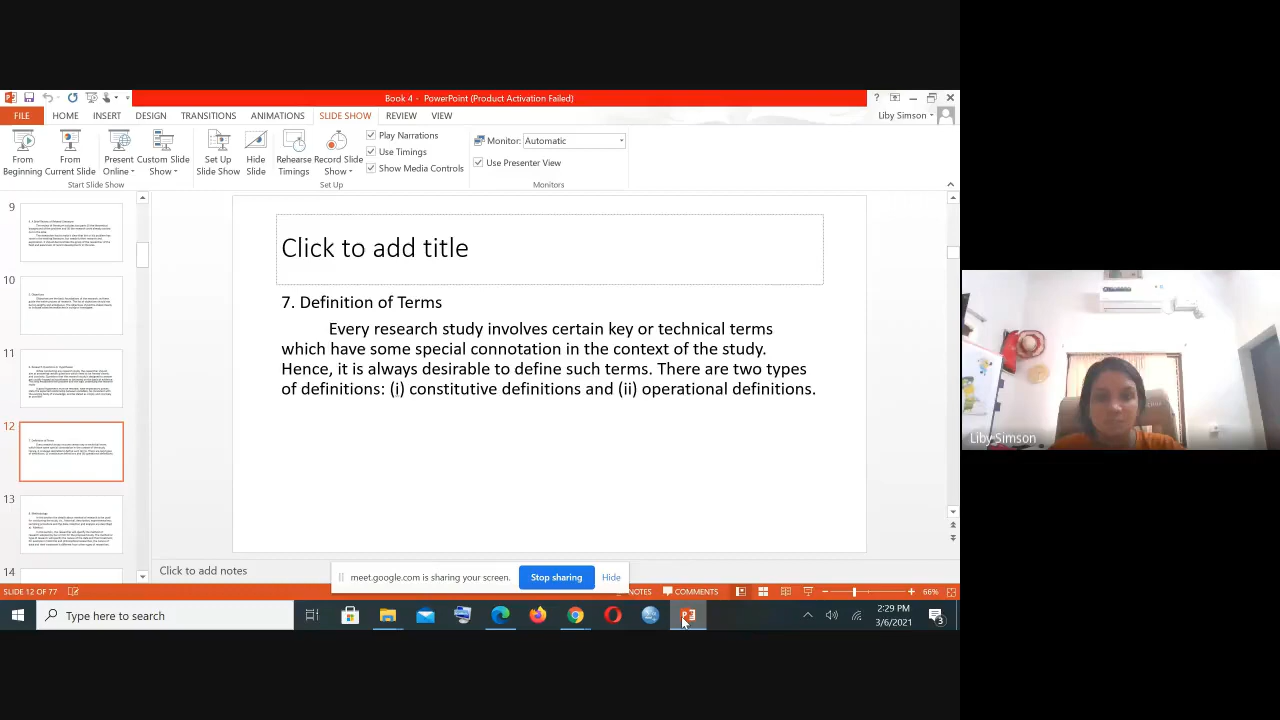 Book 4 - PowerPoint (Product Activation Failed)
FILE HOME INSERT DESIGN TRANSITIONS ANIMATIONS SLIDE SHOW REVIEW VIEW
Liby Simson
From Beginning
From Current Slide
Present Online
Custom Slide Show
Start Slide Show
Set Up Slide Show
Hide Slide
Rehearse Timings
Record Slide Show
Play Narrations
Use Timings
Show Media Controls
Set Up
Monitor: Automatic
Use Presenter View
Monitors
9
10
11
12
13
14
Click to add title
7. Definition of Terms
Every research study involves certain key or technical terms
which have some special connotation in the context of the study.
Hence, it is always desirable to define such terms. There are two types
of definitions: (i) constitutive definitions and (ii) operational definitions.
Liby Simson
Click to add notes
meet.google.com is sharing your screen. Stop sharing Hide
SLIDE 12 OF 77
NOTES COMMENTS
66%
Type here to search
2:29 PM
3/6/2021
3